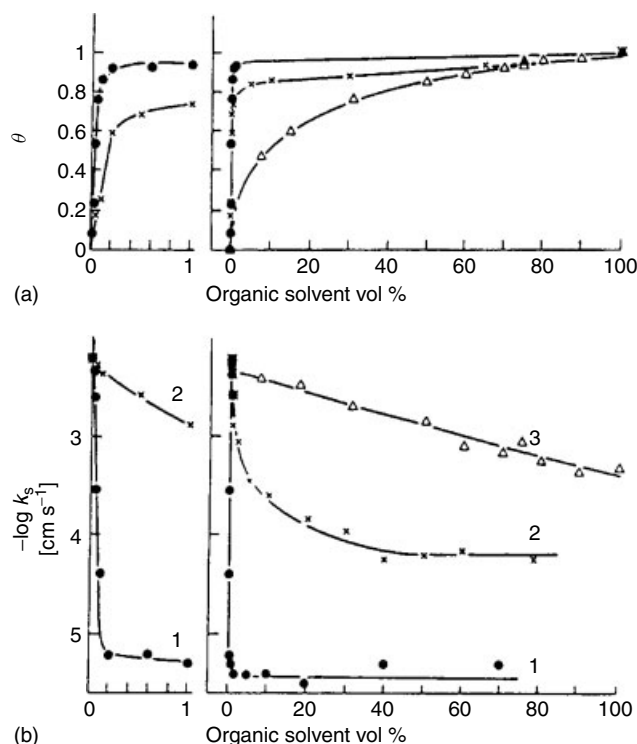 1
0.8
0.6
0.4
0.2
0
θ
0 1
0 20 40 60 80 100
(a) Organic solvent vol %
2
3
3
2
4
−log kₛ
[cm s⁻¹]
5
1
1
0 1
0 20 40 60 80 100
(b) Organic solvent vol %